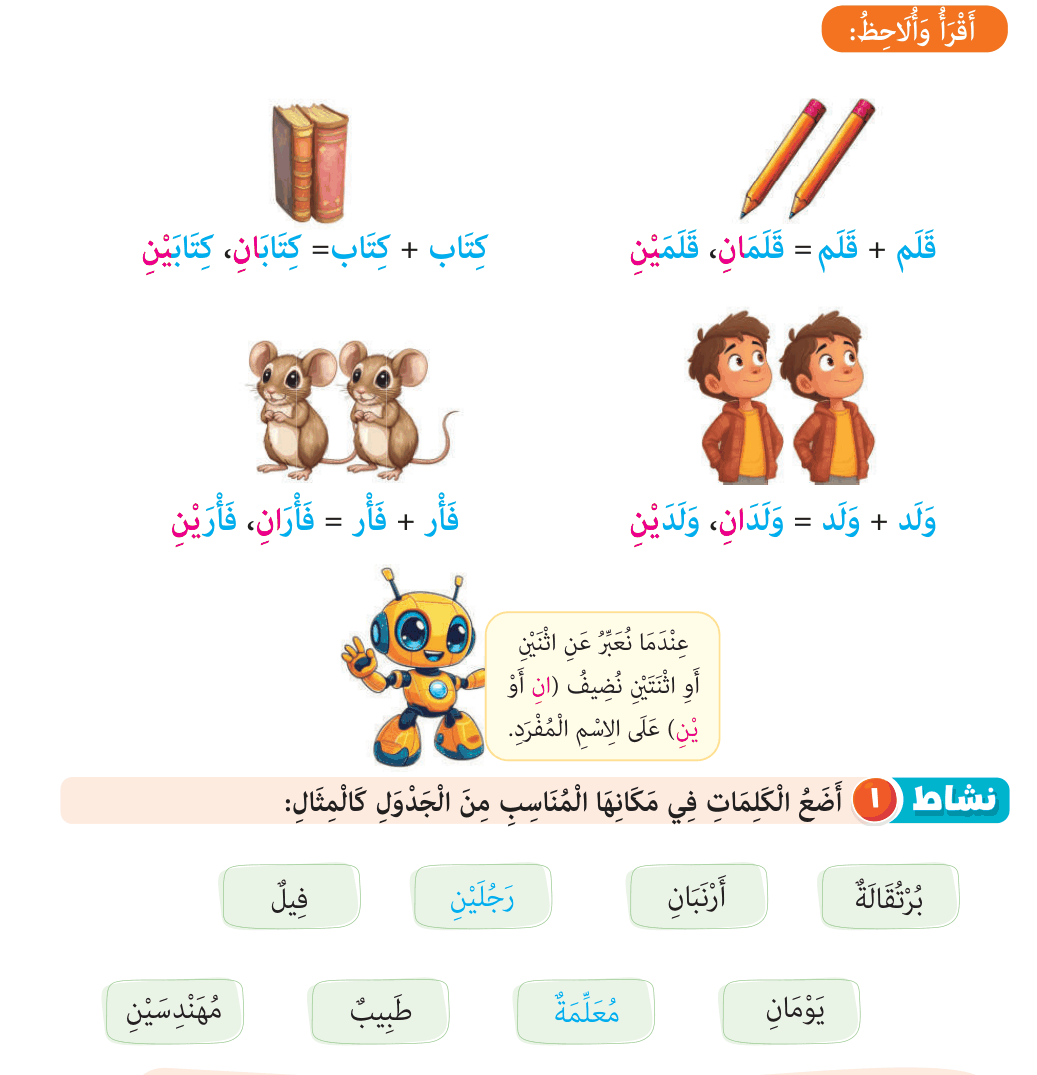 أَقْرَأُ وَأُلَاحِظُ:
قَلَم + قَلَم = قَلَمَانِ، قَلَمَيْنِ
كِتَاب + كِتَاب= كِتَابَانِ، كِتَابَيْنِ
وَلَد + وَلَد = وَلَدَانِ، وَلَدَيْنِ
فَأْر + فَأْر = فَأْرَانِ، فَأْرَيْنِ
عِنْدَمَا نُعَبِّرُ عَنِ اثْنَيْنِ
أَوِ اثْنَتَيْنِ نُضِيفُ (انِ أَوْ
يْنِ) عَلَى الِاسْمِ الْمُفْرَدِ.
نشاط ١ أَضَعُ الْكَلِمَاتِ فِي مَكَانِهَا الْمُنَاسِبِ مِنَ الْجَدْوَلِ كَالْمِثَالِ:
بُرْتُقَالَةٌ أَرْنَبَانِ رَجُلَيْنِ فِيلٌ
يَوْمَانِ مُعَلِّمَةٌ طَبِيبٌ مُهَنْدِسَيْنِ